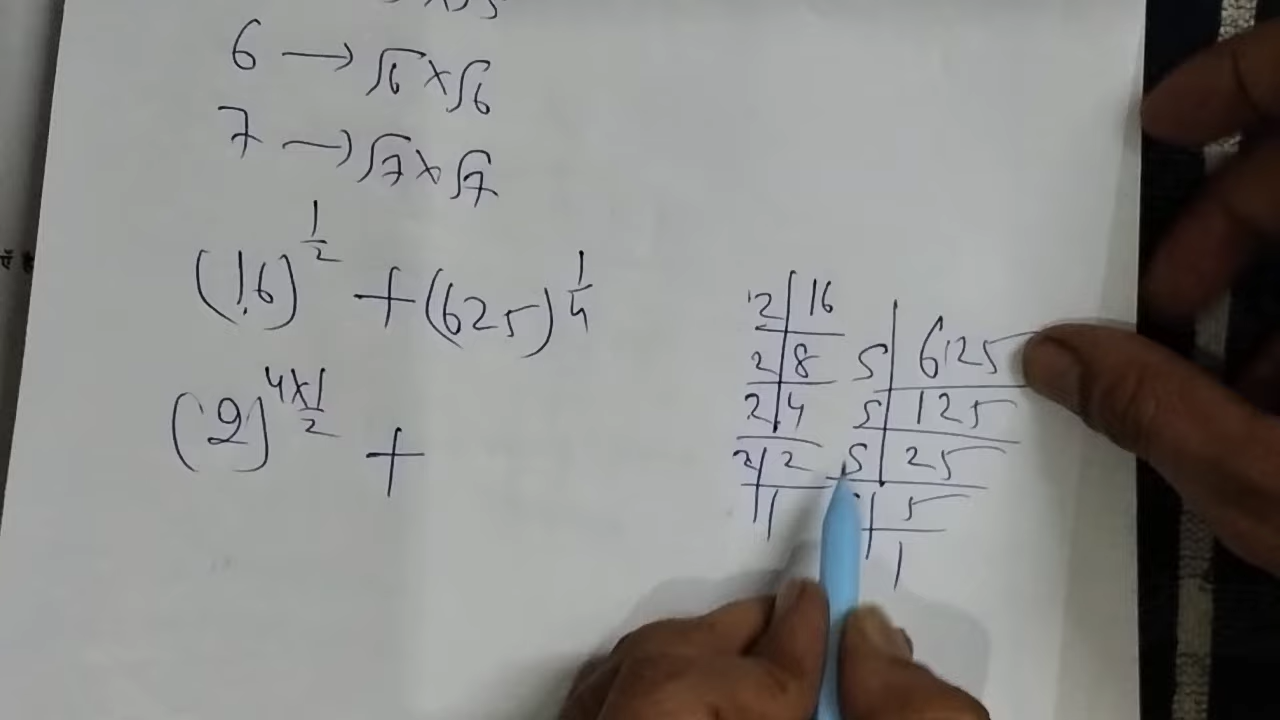 6 → √6 × √6
7 → √7 × √7
(16)^{1/2} + (625)^{1/4}
(2)^{4×1/2} +
2 | 16
2 | 8
2 | 4
2 | 2
1
5 | 625
5 | 125
5 | 25
5
1